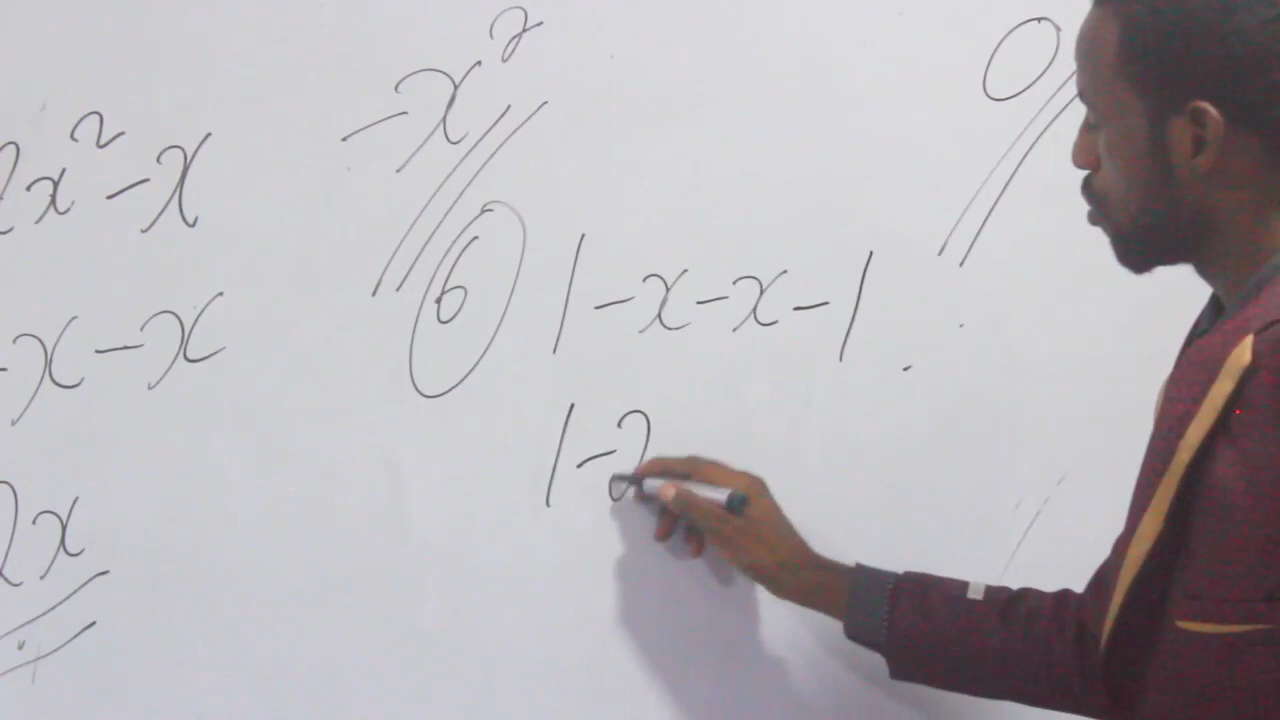 2x² - x
-x - x
2x
-x²
0
6 1 - x - x - 1
1 - 2